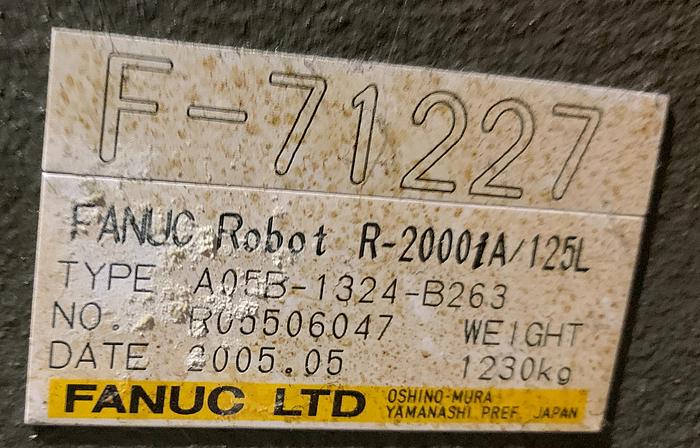 F-71227
FANUC Robot R-2000iA/125L
TYPE A05B-1324-B263
NO. R05506047 WEIGHT
DATE 2005.05 1230kg
FANUC LTD OSHINO-MURA
YAMANASHI PREF. JAPAN